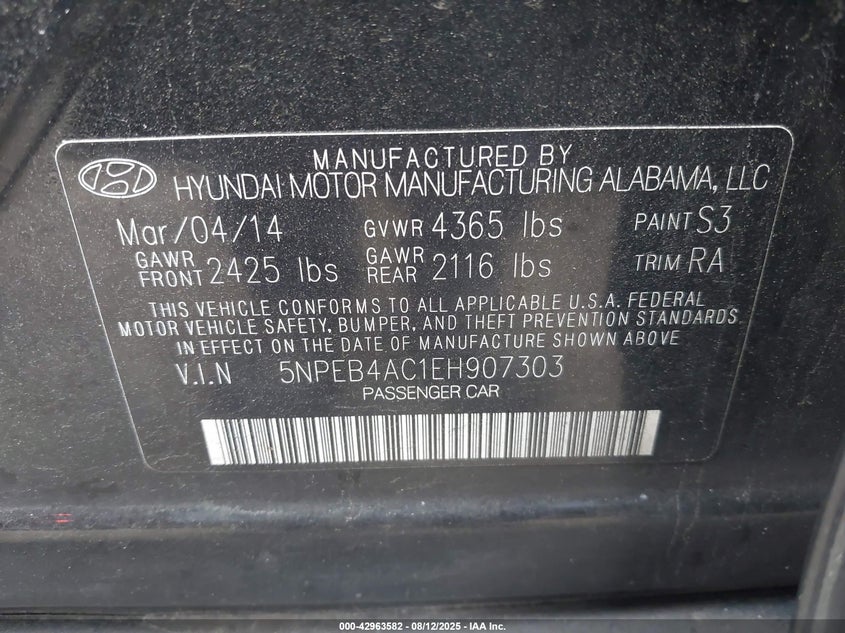 MANUFACTURED BY
HYUNDAI MOTOR MANUFACTURING ALABAMA, LLC
Mar/04/14 GVWR 4365 lbs PAINT S3
GAWR FRONT 2425 lbs GAWR REAR 2116 lbs TRIM RA
THIS VEHICLE CONFORMS TO ALL APPLICABLE U.S.A. FEDERAL
MOTOR VEHICLE SAFETY, BUMPER, AND THEFT PREVENTION STANDARDS
IN EFFECT ON THE DATE OF MANUFACTURE SHOWN ABOVE
V.I.N 5NPEB4AC1EH907303
PASSENGER CAR
000-42963582 - 08/12/2025 - IAA Inc.